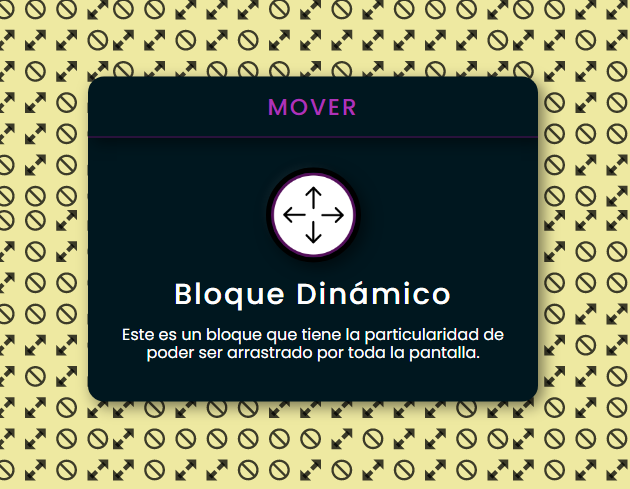 MOVER
Bloque Dinámico
Este es un bloque que tiene la particularidad de
poder ser arrastrado por toda la pantalla.